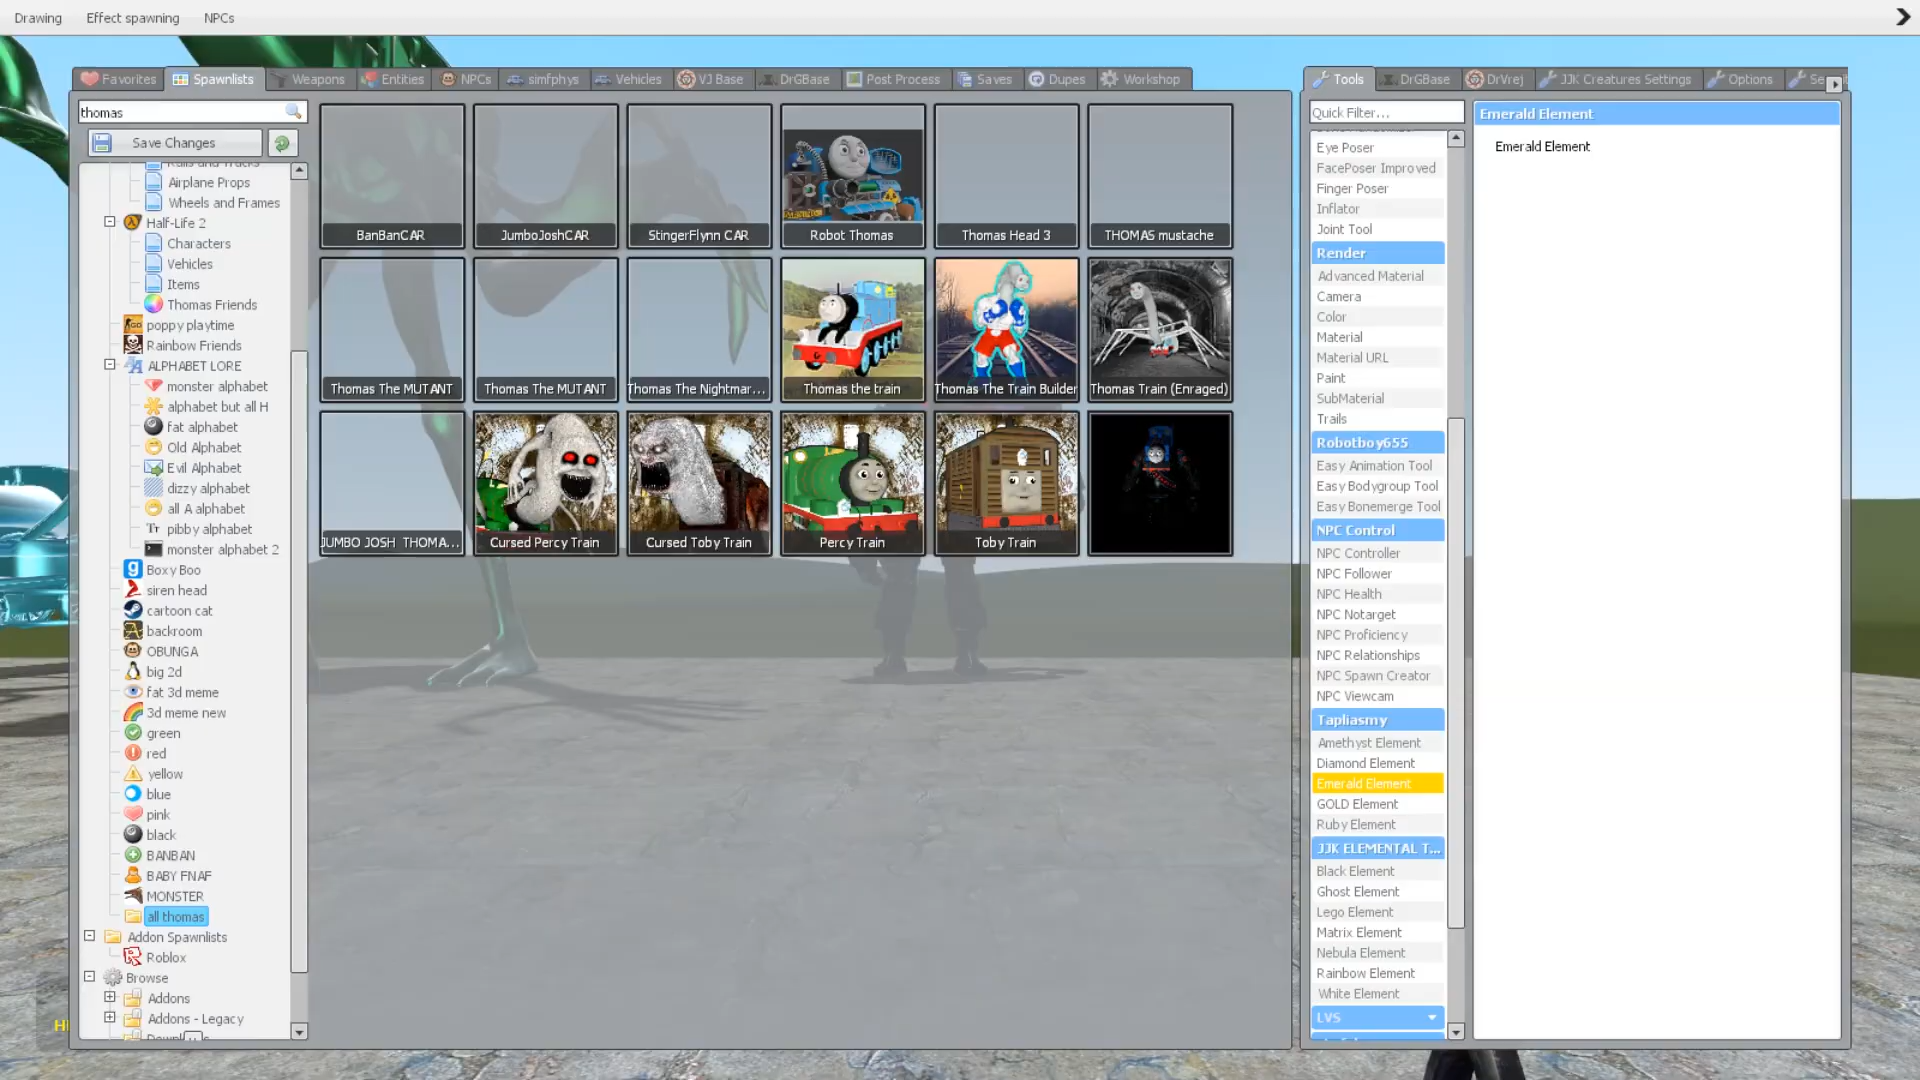 Drawing
Effect spawning
NPCs
Favorites
Spawnlists
Weapons
Entities
NPCs
simfphys
Vehicles
VJ Base
DrGBase
Post Process
Saves
Dupes
Workshop
thomas
Save Changes
Rails and Tracks
Airplane Props
Wheels and Frames
Half-Life 2
Characters
Vehicles
Items
Thomas Friends
poppy playtime
Rainbow Friends
ALPHABET LORE
monster alphabet
alphabet but all H
fat alphabet
Old Alphabet
Evil Alphabet
dizzy alphabet
all A alphabet
pibby alphabet
monster alphabet 2
Boxy Boo
siren head
cartoon cat
backroom
OBUNGA
big 2d
fat 3d meme
3d meme new
green
red
yellow
blue
pink
black
BANBAN
BABY FNAF
MONSTER
all thomas
Addon Spawnlists
Roblox
Browse
Addons
Addons - Legacy
BanBanCAR
JumboJoshCAR
StingerFlynn CAR
Robot Thomas
Thomas Head 3
THOMAS mustache
Thomas The MUTANT
Thomas The MUTANT
Thomas The Nightmar...
Thomas the train
Thomas The Train Builder
Thomas Train (Enraged)
JUMBO JOSH THOMA...
Cursed Percy Train
Cursed Toby Train
Percy Train
Toby Train
Tools
DrGBase
DrVrej
JJK Creatures Settings
Options
Se
Quick Filter...
Eye Poser
FacePoser Improved
Finger Poser
Inflator
Joint Tool
Render
Advanced Material
Camera
Color
Material
Material URL
Paint
SubMaterial
Trails
Robotboy655
Easy Animation Tool
Easy Bodygroup Tool
Easy Bonemerge Tool
NPC Control
NPC Controller
NPC Follower
NPC Health
NPC Notarget
NPC Proficiency
NPC Relationships
NPC Spawn Creator
NPC Viewcam
Tapliasmy
Amethyst Element
Diamond Element
Emerald Element
GOLD Element
Ruby Element
JJK ELEMENTAL T...
Black Element
Ghost Element
Lego Element
Matrix Element
Nebula Element
Rainbow Element
White Element
LVS
Emerald Element
Emerald Element